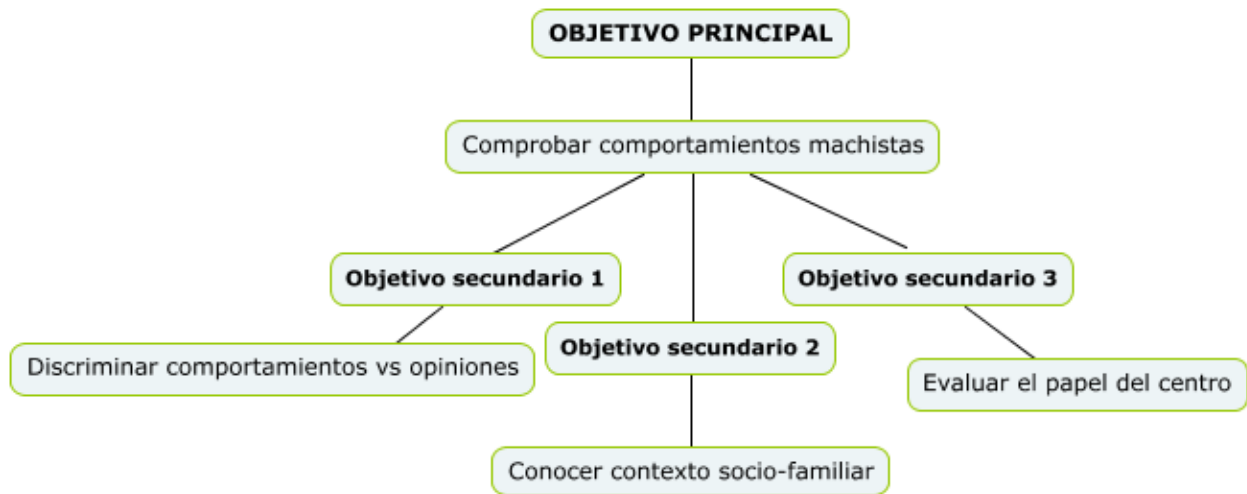 OBJETIVO PRINCIPAL
Comprobar comportamientos machistas
Objetivo secundario 1
Discriminar comportamientos vs opiniones
Objetivo secundario 2
Conocer contexto socio-familiar
Objetivo secundario 3
Evaluar el papel del centro